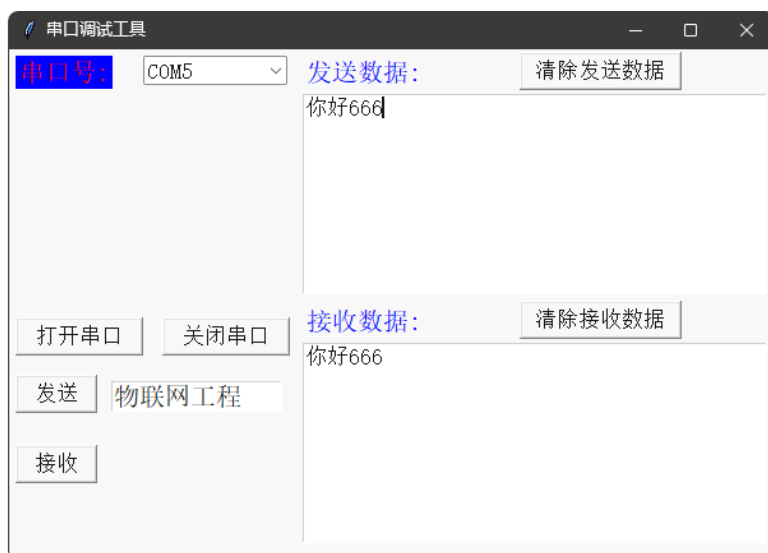 串口调试工具
串口号: COM5
发送数据: 清除发送数据
你好666
打开串口 关闭串口
接收数据: 清除接收数据
你好666
发送 物联网工程
接收